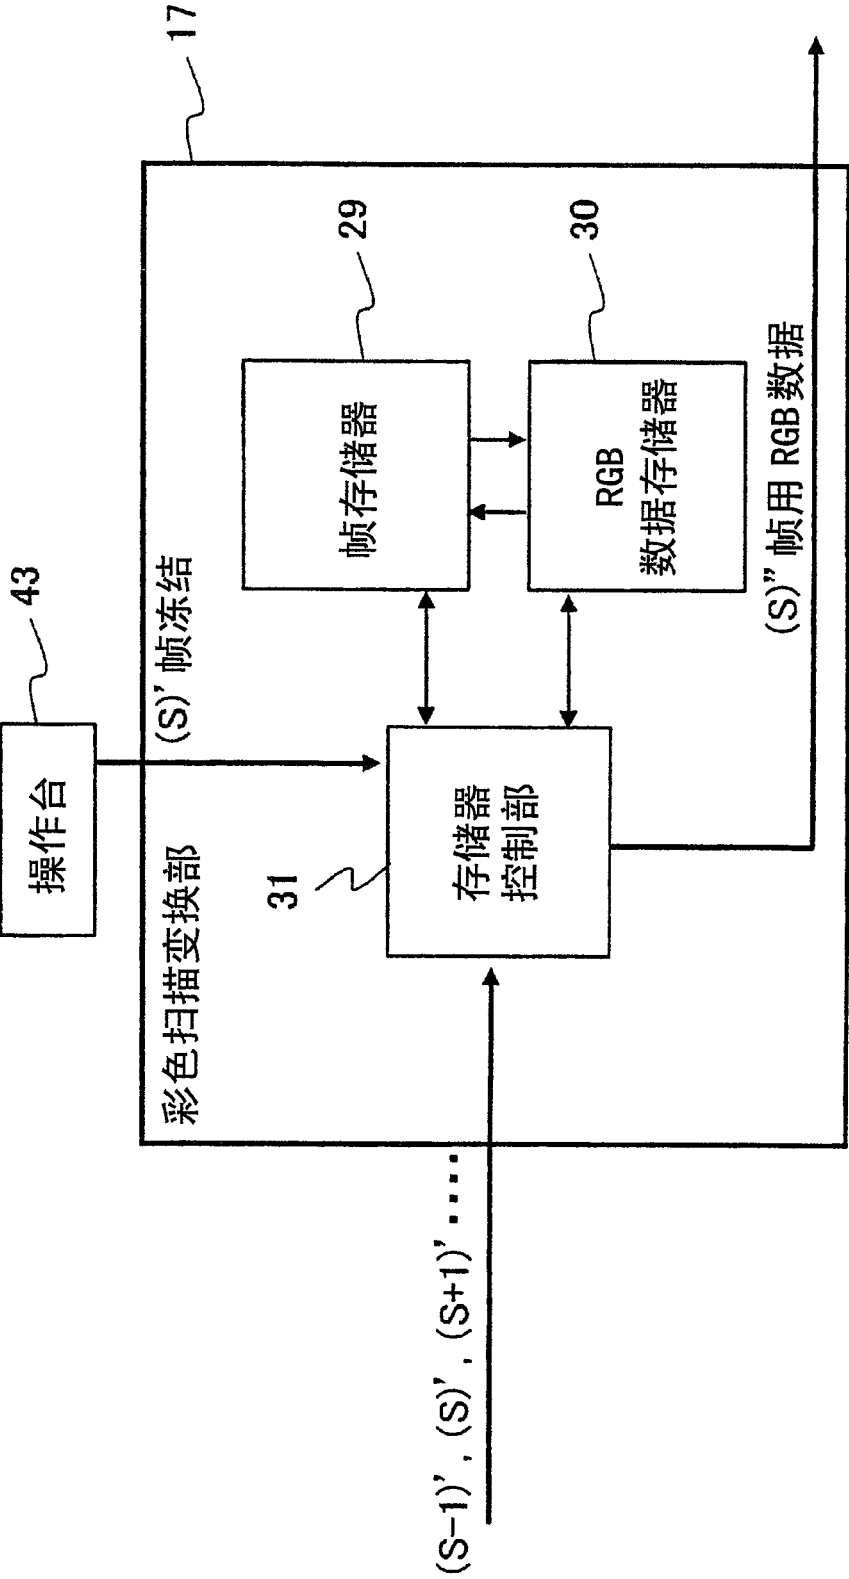 操作台
43
17
彩色扫描变换部
(S)' 帧冻结
29
帧存储器
31
存储器
控制部
30
RGB
数据存储器
(S-1)', (S)', (S+1)' ····
(S)" 帧用 RGB 数据